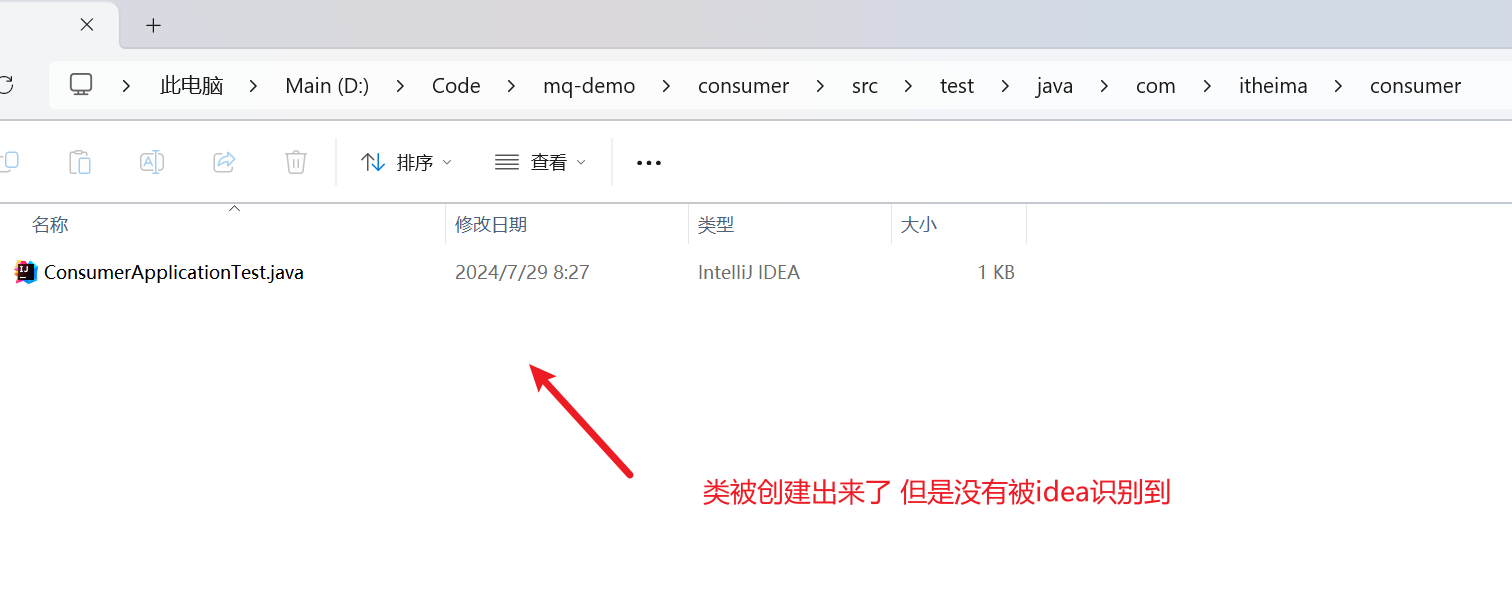 此电脑 Main (D:) Code mq-demo consumer src test java com itheima consumer
排序 查看
名称 修改日期 类型 大小
ConsumerApplicationTest.java 2024/7/29 8:27 IntelliJ IDEA 1 KB
类被创建出来了 但是没有被idea识别到